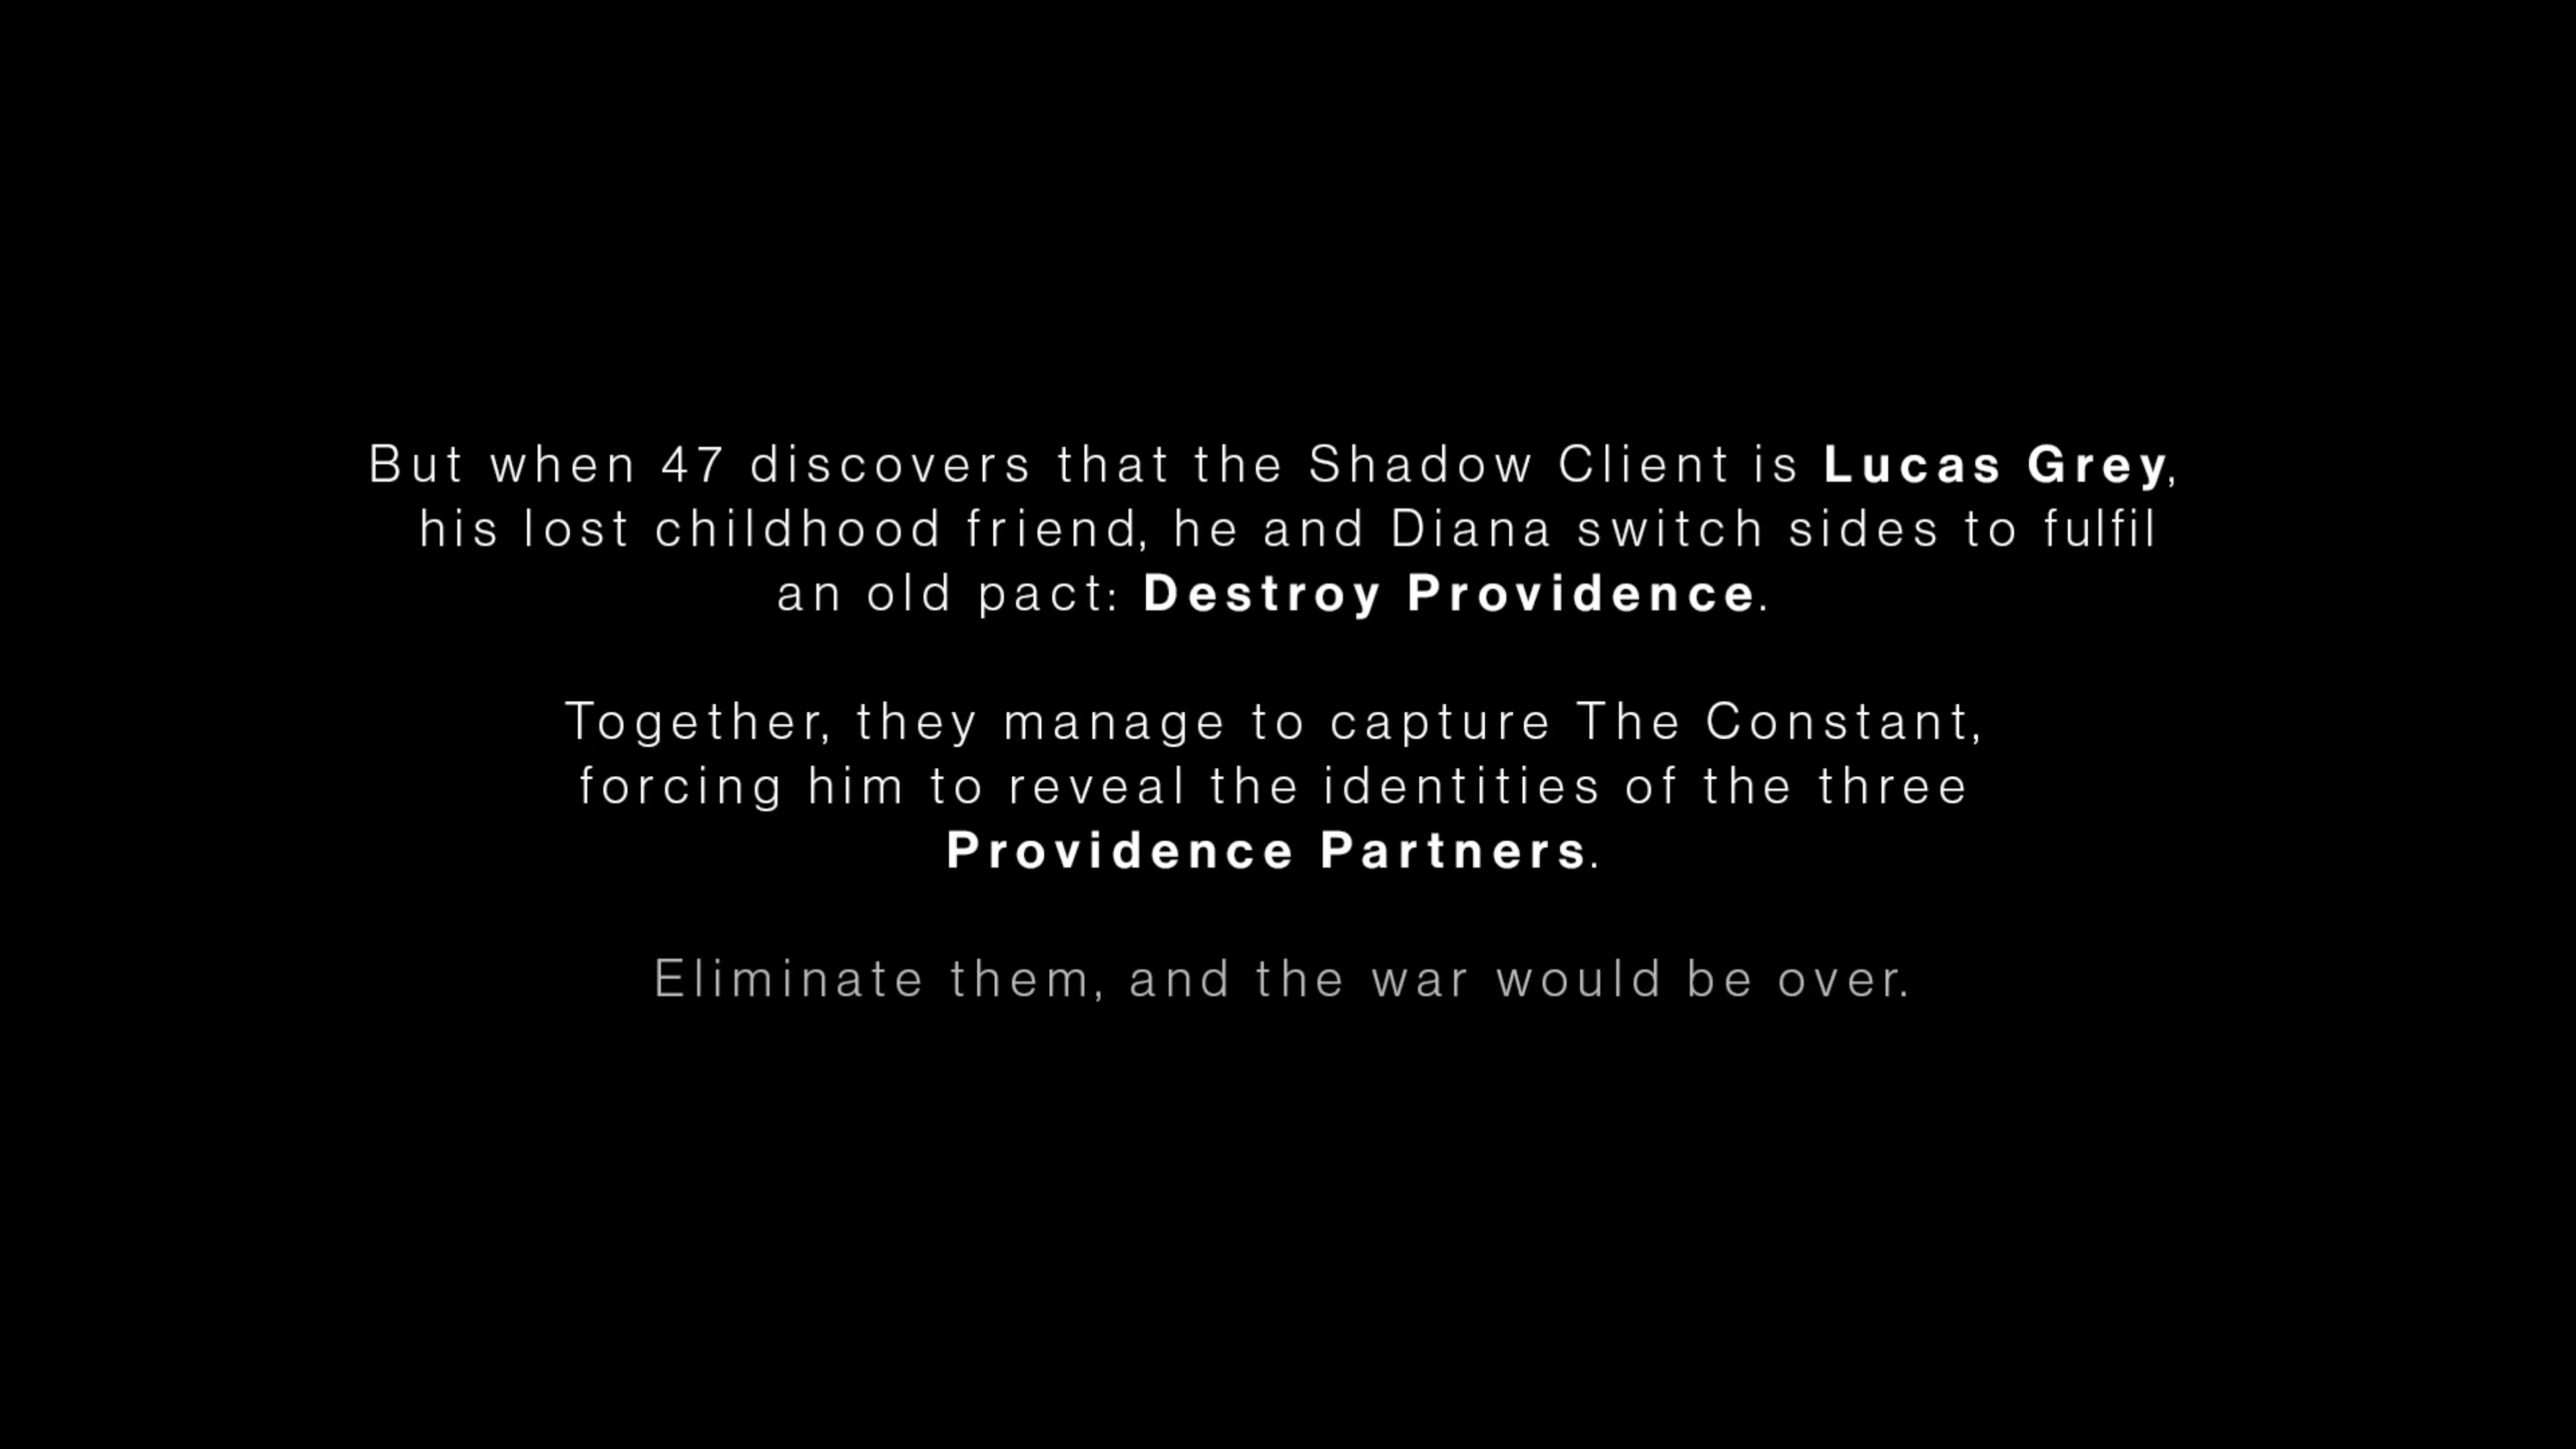 But when 47 discovers that the Shadow Client is Lucas Grey,
his lost childhood friend, he and Diana switch sides to fulfil
an old pact: Destroy Providence.
Together, they manage to capture The Constant,
forcing him to reveal the identities of the three
Providence Partners.
Eliminate them, and the war would be over.